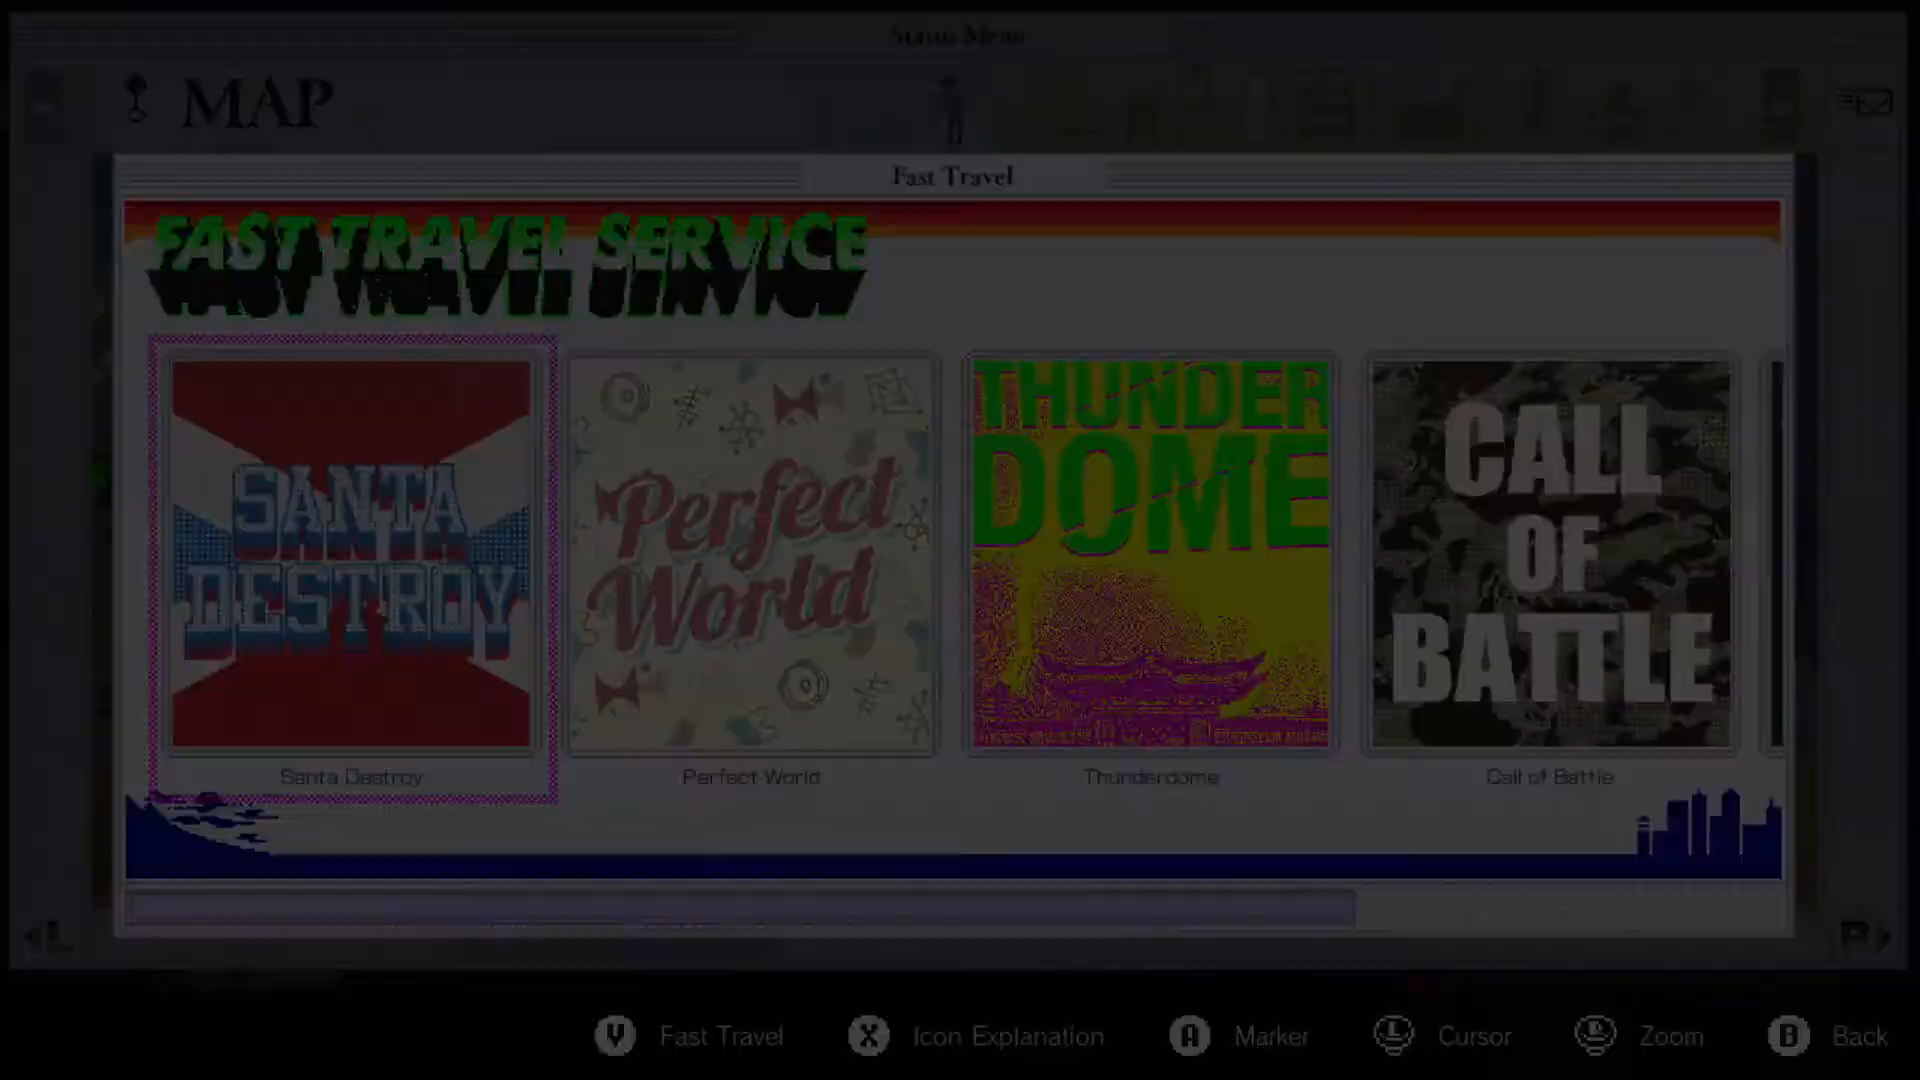 Status Menu
MAP
Fast Travel
FAST TRAVEL SERVICE
SANTA
DESTROY
Perfect
World
THUNDER
DOME
CALL
OF
BATTLE
Santa Destroy
Perfect World
Thunderdome
Call of Battle
L
R
Y Fast Travel X Icon Explanation A Marker L Cursor R Zoom B Back